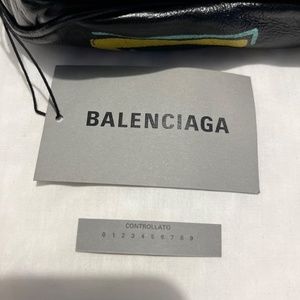 BALENCIAGA
CONTROLLATO
0 1 2 3 4 5 6 7 8 9